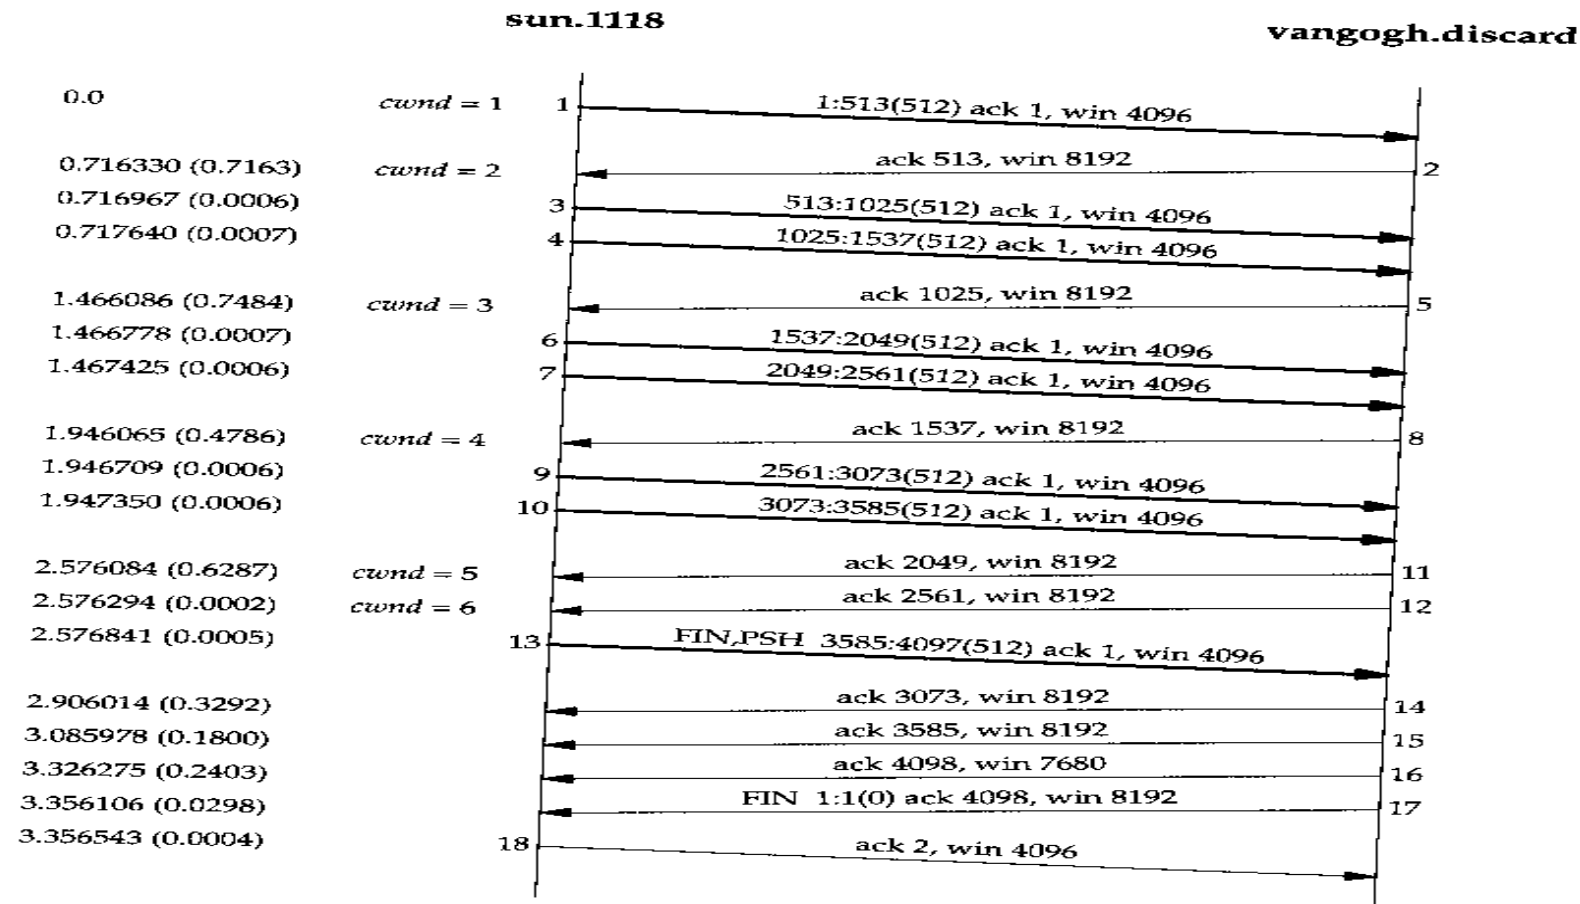 sun.1118
vangogh.discard
0.0 cwnd = 1 1 1:513(512) ack 1, win 4096
0.716330 (0.7163) cwnd = 2 ack 513, win 8192 2
0.716967 (0.0006) 3 513:1025(512) ack 1, win 4096
0.717640 (0.0007) 4 1025:1537(512) ack 1, win 4096
1.466086 (0.7484) cwnd = 3 ack 1025, win 8192 5
1.466778 (0.0007) 6 1537:2049(512) ack 1, win 4096
1.467425 (0.0006) 7 2049:2561(512) ack 1, win 4096
1.946065 (0.4786) cwnd = 4 ack 1537, win 8192 8
1.946709 (0.0006) 9 2561:3073(512) ack 1, win 4096
1.947350 (0.0006) 10 3073:3585(512) ack 1, win 4096
2.576084 (0.6287) cwnd = 5 ack 2049, win 8192 11
2.576294 (0.0002) cwnd = 6 ack 2561, win 8192 12
2.576841 (0.0005) 13 FIN,PSH 3585:4097(512) ack 1, win 4096
2.906014 (0.3292) ack 3073, win 8192 14
3.085978 (0.1800) ack 3585, win 8192 15
3.326275 (0.2403) ack 4098, win 7680 16
3.356106 (0.0298) FIN 1:1(0) ack 4098, win 8192 17
3.356543 (0.0004) 18 ack 2, win 4096